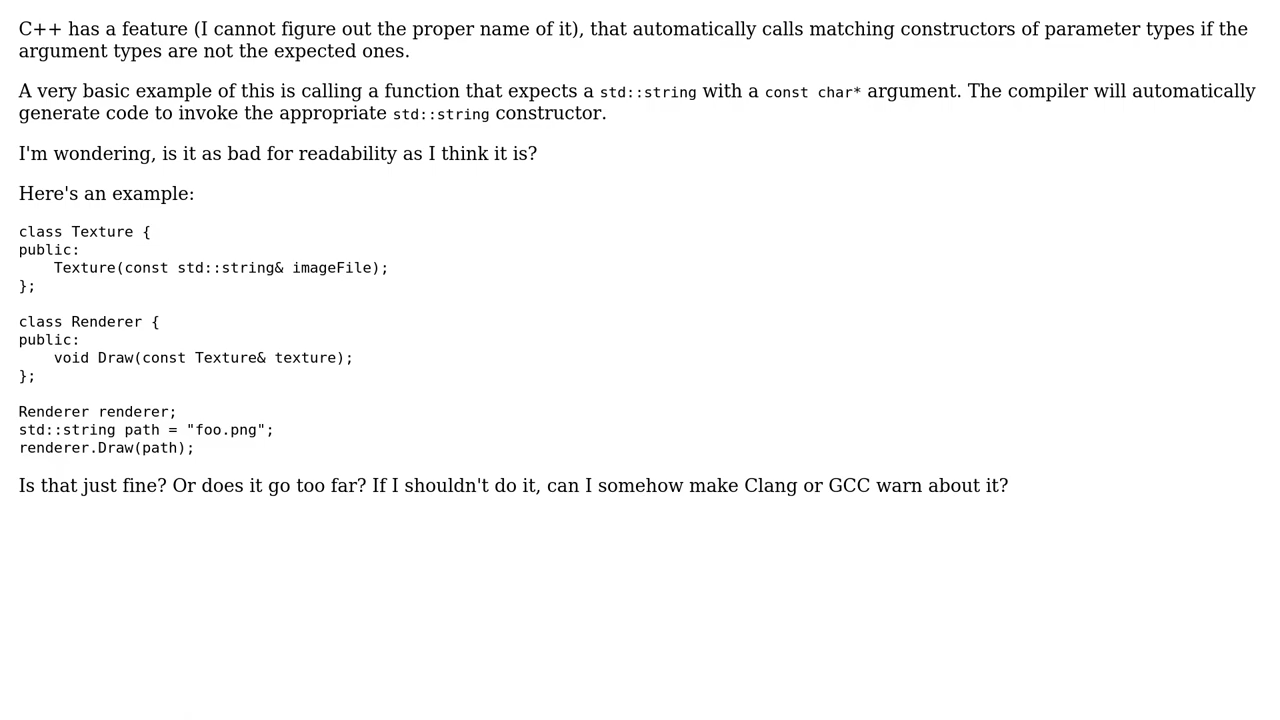 C++ has a feature (I cannot figure out the proper name of it), that automatically calls matching constructors of parameter types if the
argument types are not the expected ones.
A very basic example of this is calling a function that expects a std::string with a const char* argument. The compiler will automatically
generate code to invoke the appropriate std::string constructor.
I'm wondering, is it as bad for readability as I think it is?
Here's an example:
class Texture {
public:
    Texture(const std::string& imageFile);
};
class Renderer {
public:
    void Draw(const Texture& texture);
};
Renderer renderer;
std::string path = "foo.png";
renderer.Draw(path);
Is that just fine? Or does it go too far? If I shouldn't do it, can I somehow make Clang or GCC warn about it?